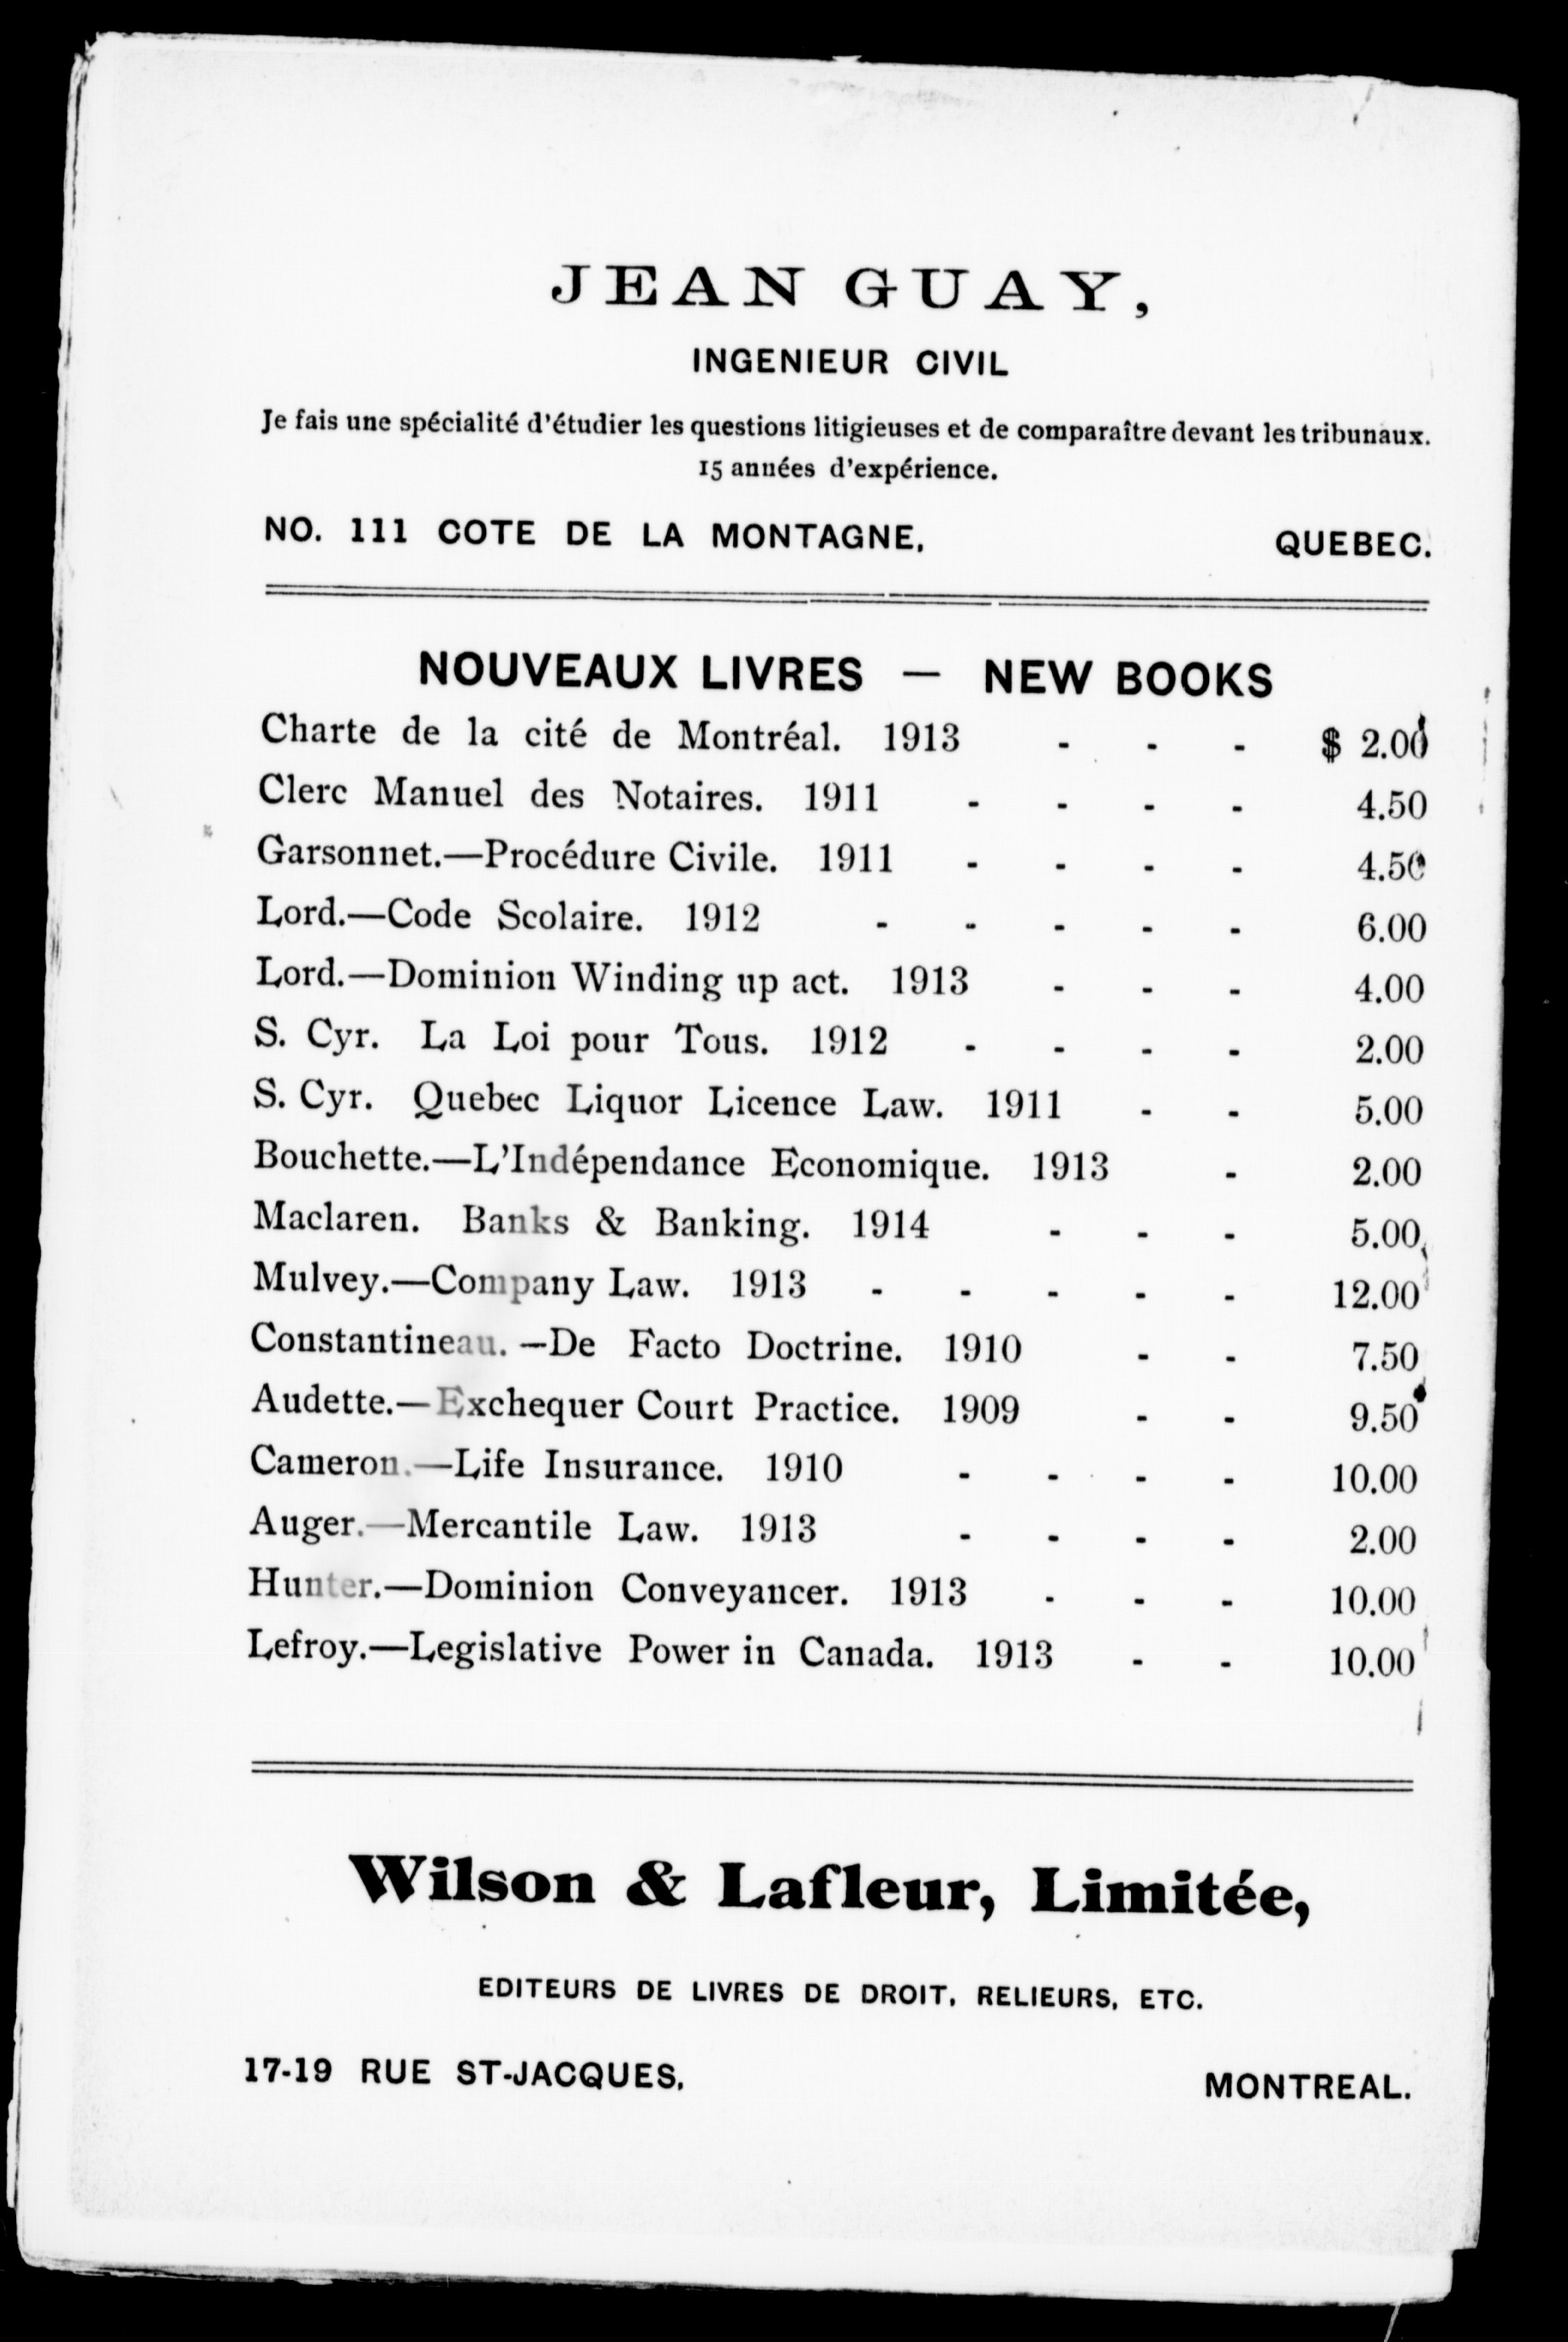 JEAN GUAY,
INGENIEUR CIVIL
Je fais une spécialité d'étudier les questions litigieuses et de comparaître devant les tribunaux.
15 années d'expérience.
NO. 111 COTE DE LA MONTAGNE, QUEBEC.
NOUVEAUX LIVRES — NEW BOOKS
Charte de la cité de Montréal. 1913 - - - $ 2.00
Clerc Manuel des Notaires. 1911 - - - - 4.50
Garsonnet.—Procédure Civile. 1911 - - - - 4.50
Lord.—Code Scolaire. 1912 - - - - - 6.00
Lord.—Dominion Winding up act. 1913 - - - 4.00
S. Cyr. La Loi pour Tous. 1912 - - - - 2.00
S. Cyr. Quebec Liquor Licence Law. 1911 - - 5.00
Bouchette.—L'Indépendance Economique. 1913 - 2.00
Maclaren. Banks & Banking. 1914 - - - 5.00
Mulvey.—Company Law. 1913 - - - - - 12.00
Constantineau. —De Facto Doctrine. 1910 - - 7.50
Audette.—Exchequer Court Practice. 1909 - - 9.50
Cameron.—Life Insurance. 1910 - - - - 10.00
Auger.—Mercantile Law. 1913 - - - - 2.00
Hunter.—Dominion Conveyancer. 1913 - - - 10.00
Lefroy.—Legislative Power in Canada. 1913 - - 10.00
Wilson & Lafleur, Limitée,
EDITEURS DE LIVRES DE DROIT, RELIEURS, ETC.
17-19 RUE ST-JACQUES, MONTREAL.